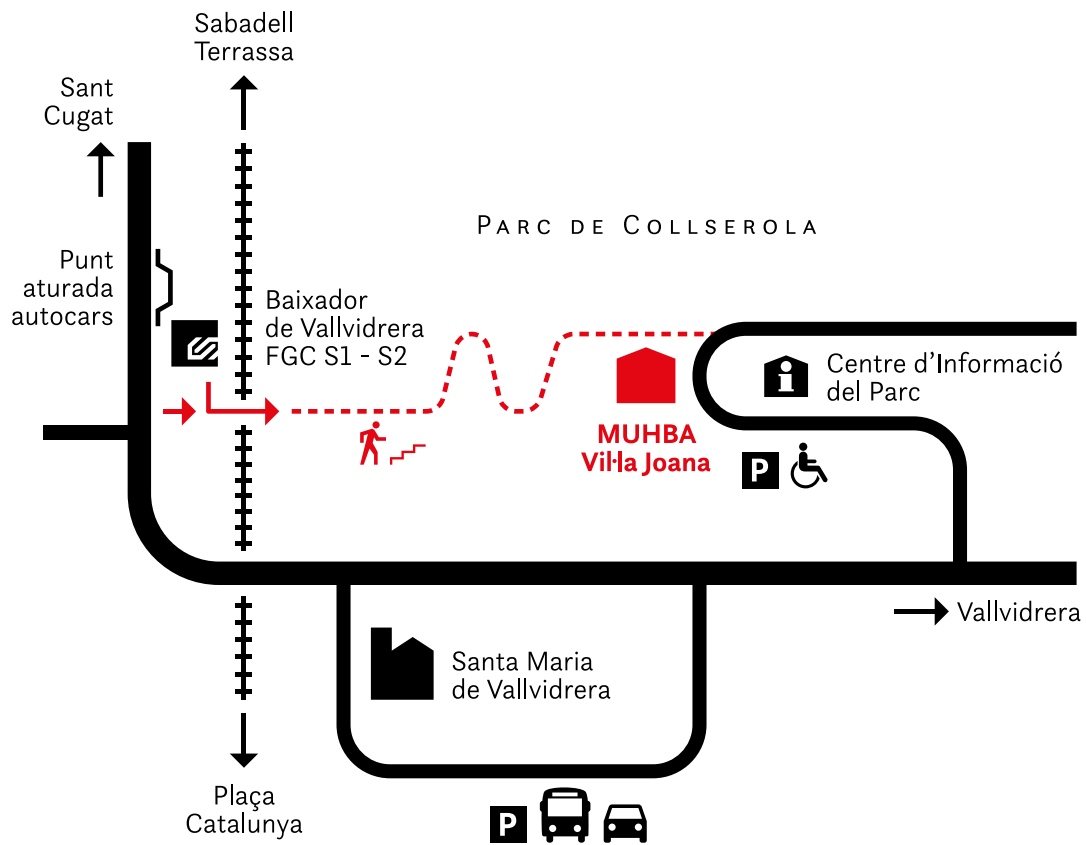 Sabadell
Terrassa
Sant
Cugat
PARC DE COLLSEROLA
Punt
aturada
autocars
Baixador
de Vallvidrera
FGC S1 - S2
Centre d'Informació
del Parc
MUHBA
Vil·la Joana
P
Vallvidrera
Santa Maria
de Vallvidrera
Plaça
Catalunya
P